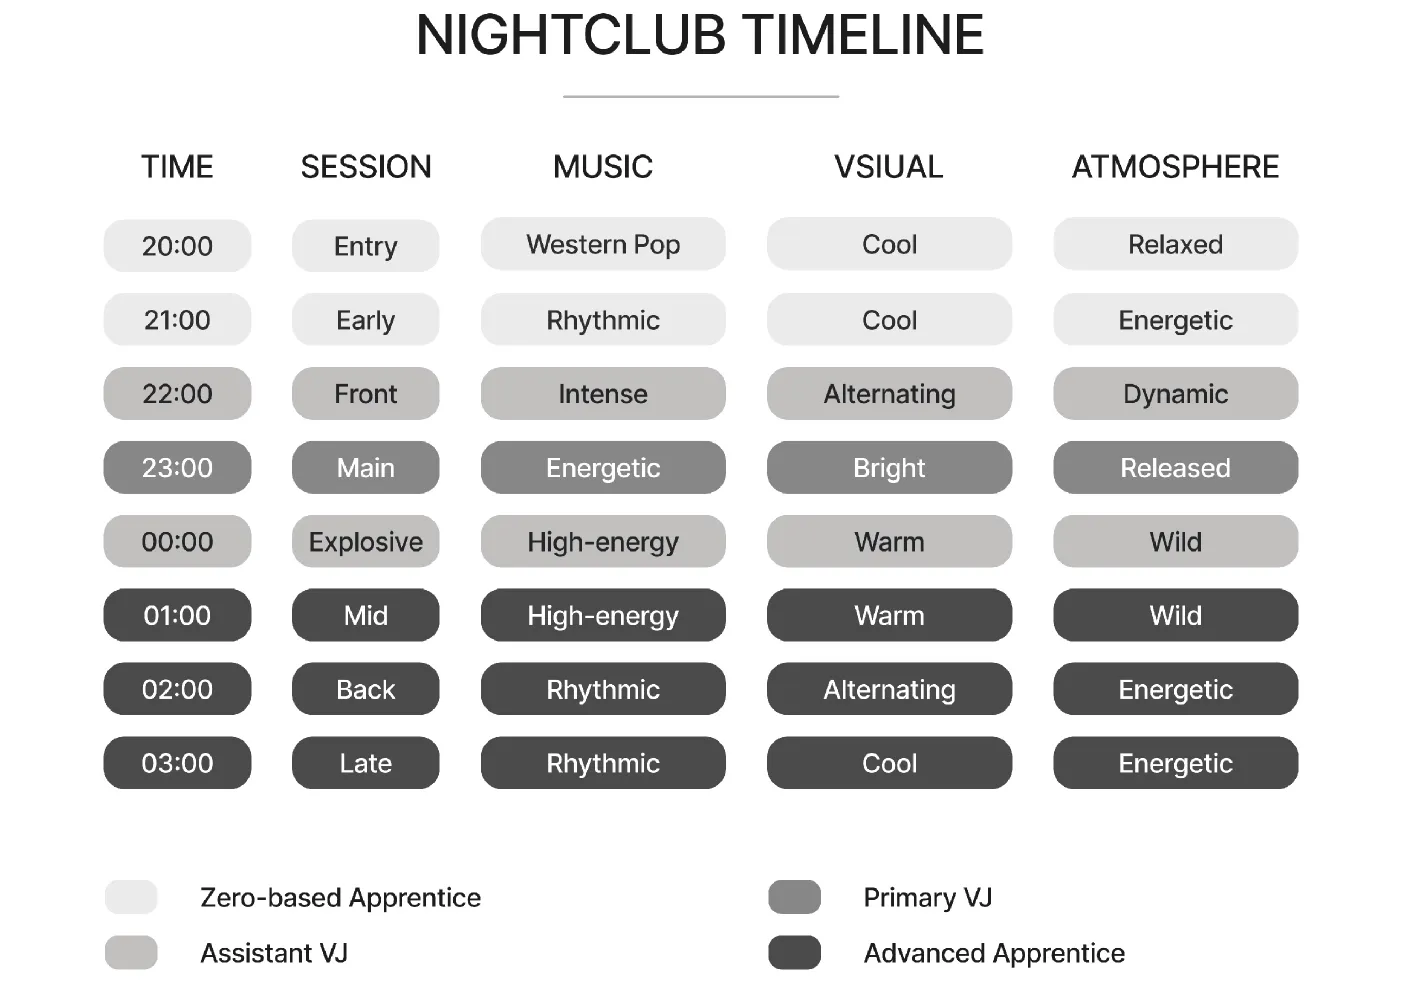 NIGHTCLUB TIMELINE
TIME SESSION MUSIC VSIUAL ATMOSPHERE
20:00 Entry Western Pop Cool Relaxed
21:00 Early Rhythmic Cool Energetic
22:00 Front Intense Alternating Dynamic
23:00 Main Energetic Bright Released
00:00 Explosive High-energy Warm Wild
01:00 Mid High-energy Warm Wild
02:00 Back Rhythmic Alternating Energetic
03:00 Late Rhythmic Cool Energetic
Zero-based Apprentice Primary VJ
Assistant VJ Advanced Apprentice